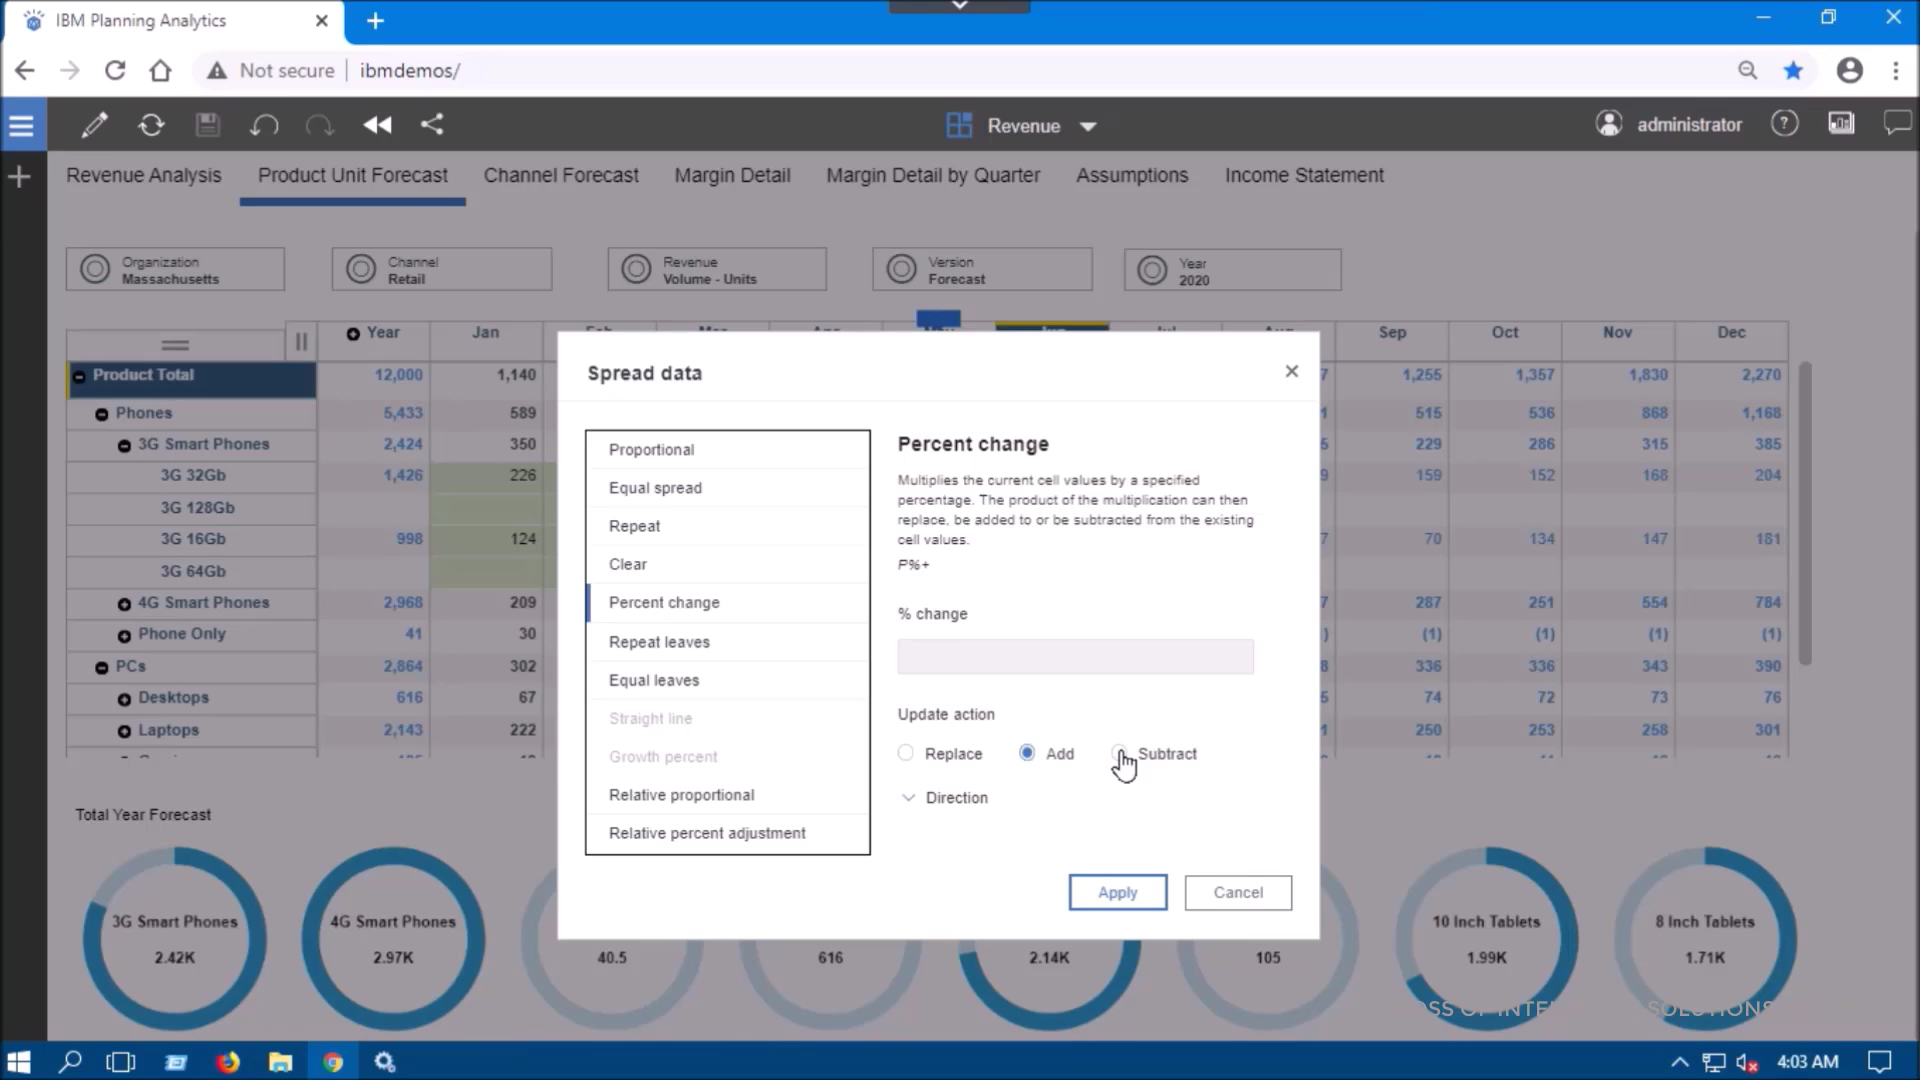 IBM Planning Analytics
Not secure
ibmdemos/
Revenue
administrator
Revenue Analysis
Product Unit Forecast
Channel Forecast
Margin Detail
Margin Detail by Quarter
Assumptions
Income Statement
Organization
Massachusetts
Channel
Retail
Revenue
Volume - Units
Version
Forecast
Year
2020
Year Jan Sep Oct Nov Dec
Product Total 12,000 1,140 1,255 1,357 1,830 2,270
Phones 5,433 589 515 536 868 1,168
3G Smart Phones 2,424 350 229 286 315 385
3G 32Gb 1,426 226 159 152 168 204
3G 128Gb
3G 16Gb 998 124 70 134 147 181
3G 64Gb
4G Smart Phones 2,968 209 287 251 554 784
Phone Only 41 30 (1) (1) (1) (1)
PCs 2,864 302 336 336 343 390
Desktops 616 67 74 72 73 76
Laptops 2,143 222 250 253 258 301
Spread data
Proportional
Equal spread
Repeat
Clear
Percent change
Repeat leaves
Equal leaves
Straight line
Growth percent
Relative proportional
Relative percent adjustment
Percent change
Multiplies the current cell values by a specified
percentage. The product of the multiplication can then
replace, be added to or be subtracted from the existing
cell values.
P%+
% change
Update action
Replace Add Subtract
Direction
Apply Cancel
Total Year Forecast
3G Smart Phones
2.42K
4G Smart Phones
2.97K
40.5
616
2.14K
105
10 Inch Tablets
1.99K
8 Inch Tablets
1.71K
SOLUTIONS
4:03 AM